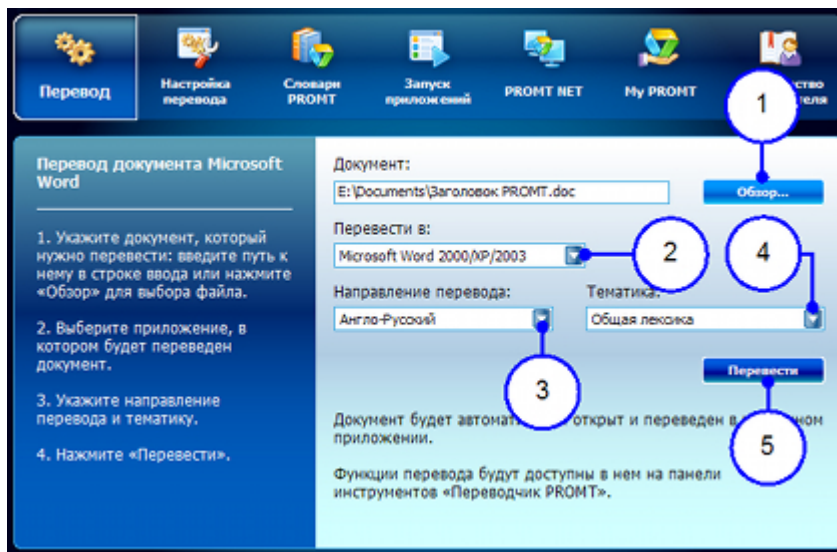 Перевод
Настройка
перевода
Словари
PROMT
Запуск
приложений
PROMT NET
My PROMT
1
Перевод документа Microsoft
Word
1. Укажите документ, который
нужно перевести: введите путь к
нему в строке ввода или нажмите
«Обзор» для выбора файла.
2. Выберите приложение, в
котором будет переведен
документ.
3. Укажите направление
перевода и тематику.
4. Нажмите «Перевести».
Документ:
E:\Documents\Заголовок PROMT.doc
Обзор...
Перевести в:
Microsoft Word 2000/XP/2003
2
4
Направление перевода:
Тематика:
Англо-Русский
Общая лексика
3
Перевести
5
Документ будет открыт и переведен в
приложении.
Функции перевода будут доступны в нем на панели
инструментов «Переводчик PROMT».